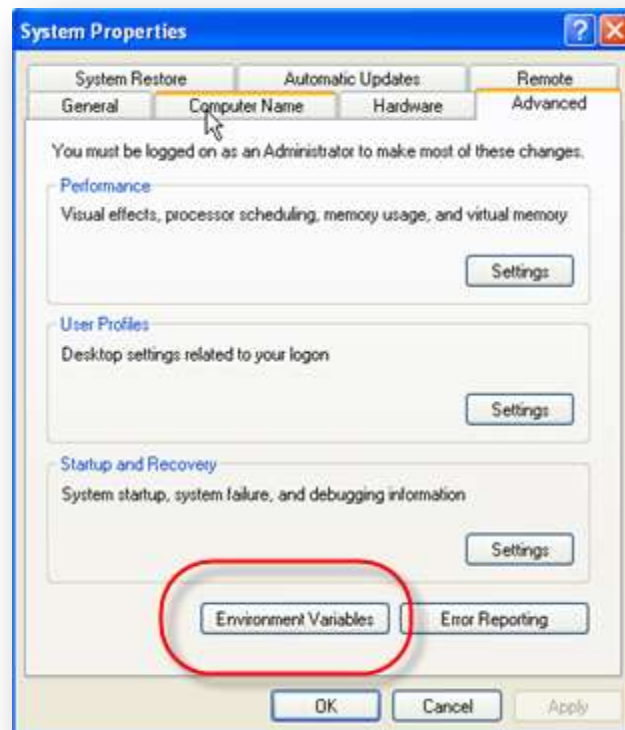 System Properties
System Restore Automatic Updates Remote
General Computer Name Hardware Advanced
You must be logged on as an Administrator to make most of these changes.
Performance
Visual effects, processor scheduling, memory usage, and virtual memory
Settings
User Profiles
Desktop settings related to your logon
Settings
Startup and Recovery
System startup, system failure, and debugging information
Settings
Environment Variables Error Reporting
OK Cancel Apply